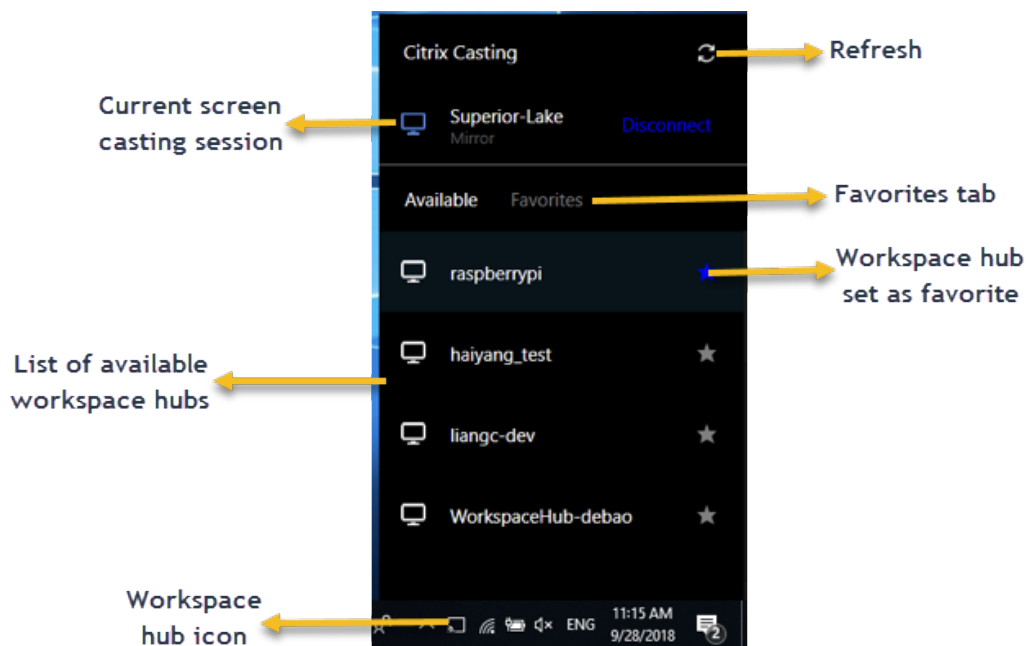 Citrix Casting
Refresh
Current screen
casting session
Superior-Lake
Mirror
Disconnect
Available
Favorites
Favorites tab
raspberrypi
Workspace hub
set as favorite
haiyang_test
List of available
workspace hubs
liangc-dev
WorkspaceHub-debao
Workspace
hub icon
ENG
11:15 AM
9/28/2018
2